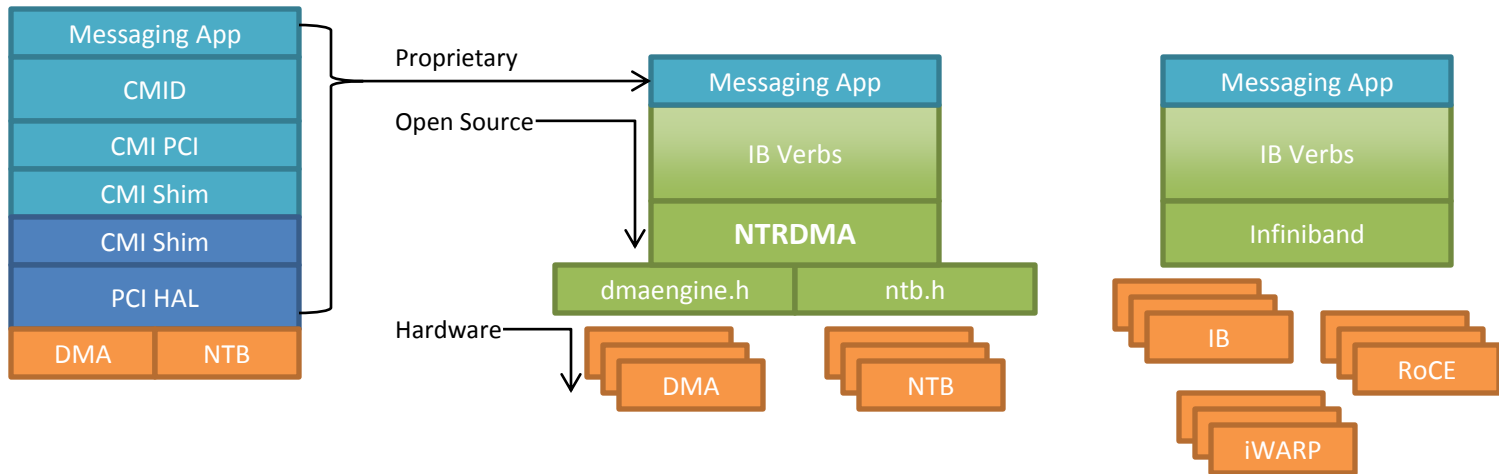 Messaging App
CMID
CMI PCI
CMI Shim
CMI Shim
PCI HAL
DMA
NTB
Proprietary
Open Source
Hardware
Messaging App
IB Verbs
NTRDMA
dmaengine.h
ntb.h
DMA
NTB
Messaging App
IB Verbs
Infiniband
IB
RoCE
iWARP